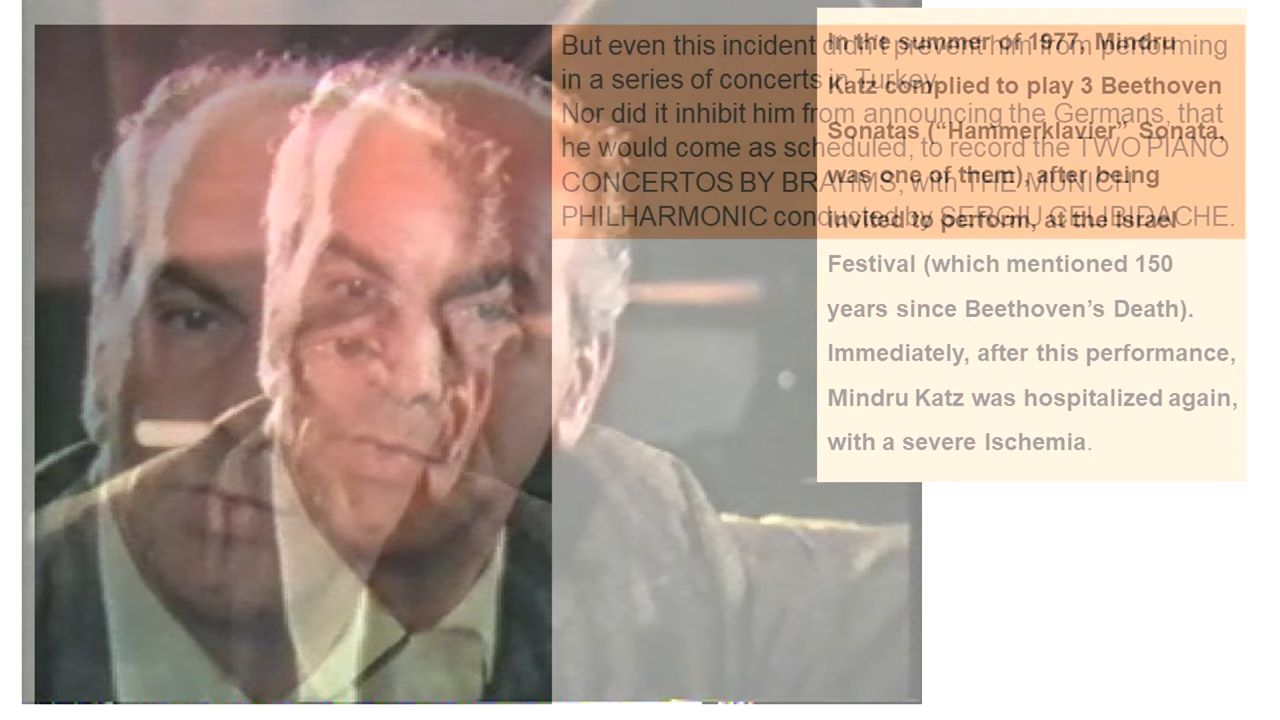 But even this incident didn't prevent him from performing
in a series of concerts in Turkey.
Nor did it inhibit him from announcing the Germans, that
he would come as scheduled, to record the TWO PIANO
CONCERTOS BY BRAHMS, with THE MUNICH
PHILHARMONIC conducted by SERGIU CELIBIDACHE.
In the summer of 1977, Mindru
Katz complied to play 3 Beethoven
Sonatas (“Hammerklavier” Sonata,
was one of them), after being
invited to perform, at the Israel
Festival (which mentioned 150
years since Beethoven’s Death).
Immediately, after this performance,
Mindru Katz was hospitalized again,
with a severe Ischemia.